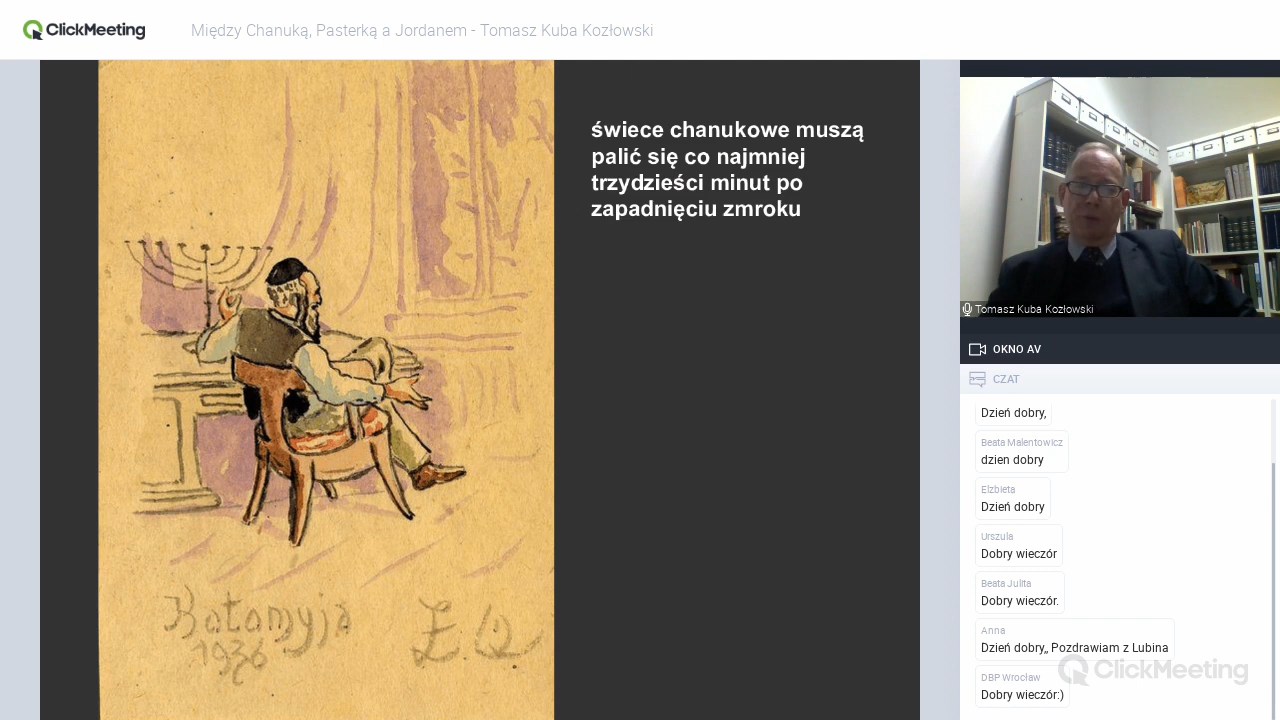 ClickMeeting
Między Chanuką, Pasterką a Jordanem - Tomasz Kuba Kozłowski
świece chanukowe muszą
palić się co najmniej
trzydzieści minut po
zapadnięciu zmroku
Kołomyja
1936
E.Q
Tomasz Kuba Kozłowski
OKNO AV
CZAT
Dzień dobry,
Beata Malentowicz
dzien dobry
Elzbieta
Dzień dobry
Urszula
Dobry wieczór
Beata Julita
Dobry wieczór.
Anna
Dzień dobry,, Pozdrawiam z Lubina
DBP Wrocław
Dobry wieczór:)
ClickMeeting